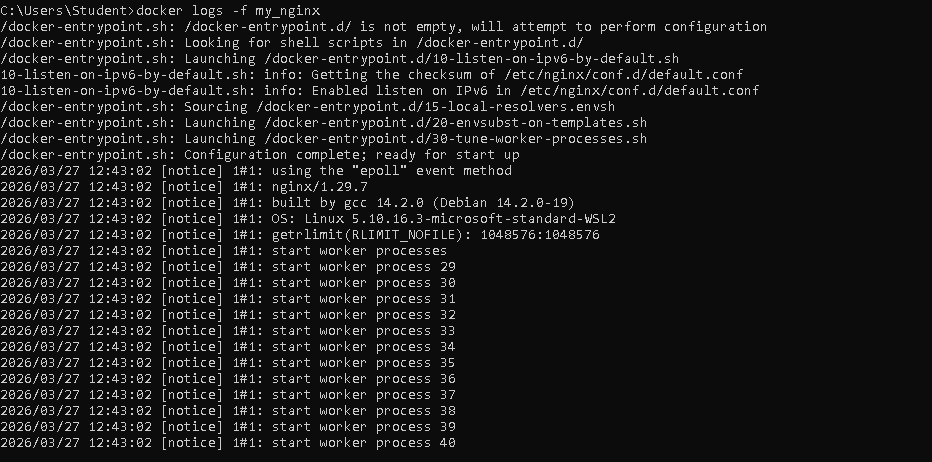 C:\Users\Student>docker logs -f my_nginx
/docker-entrypoint.sh: /docker-entrypoint.d/ is not empty, will attempt to perform configuration
/docker-entrypoint.sh: Looking for shell scripts in /docker-entrypoint.d/
/docker-entrypoint.sh: Launching /docker-entrypoint.d/10-listen-on-ipv6-by-default.sh
10-listen-on-ipv6-by-default.sh: info: Getting the checksum of /etc/nginx/conf.d/default.conf
10-listen-on-ipv6-by-default.sh: info: Enabled listen on IPv6 in /etc/nginx/conf.d/default.conf
/docker-entrypoint.sh: Sourcing /docker-entrypoint.d/15-local-resolvers.envsh
/docker-entrypoint.sh: Launching /docker-entrypoint.d/20-envsubst-on-templates.sh
/docker-entrypoint.sh: Launching /docker-entrypoint.d/30-tune-worker-processes.sh
/docker-entrypoint.sh: Configuration complete; ready for start up
2026/03/27 12:43:02 [notice] 1#1: using the "epoll" event method
2026/03/27 12:43:02 [notice] 1#1: nginx/1.29.7
2026/03/27 12:43:02 [notice] 1#1: built by gcc 14.2.0 (Debian 14.2.0-19)
2026/03/27 12:43:02 [notice] 1#1: OS: Linux 5.10.16.3-microsoft-standard-WSL2
2026/03/27 12:43:02 [notice] 1#1: getrlimit(RLIMIT_NOFILE): 1048576:1048576
2026/03/27 12:43:02 [notice] 1#1: start worker processes
2026/03/27 12:43:02 [notice] 1#1: start worker process 29
2026/03/27 12:43:02 [notice] 1#1: start worker process 30
2026/03/27 12:43:02 [notice] 1#1: start worker process 31
2026/03/27 12:43:02 [notice] 1#1: start worker process 32
2026/03/27 12:43:02 [notice] 1#1: start worker process 33
2026/03/27 12:43:02 [notice] 1#1: start worker process 34
2026/03/27 12:43:02 [notice] 1#1: start worker process 35
2026/03/27 12:43:02 [notice] 1#1: start worker process 36
2026/03/27 12:43:02 [notice] 1#1: start worker process 37
2026/03/27 12:43:02 [notice] 1#1: start worker process 38
2026/03/27 12:43:02 [notice] 1#1: start worker process 39
2026/03/27 12:43:02 [notice] 1#1: start worker process 40